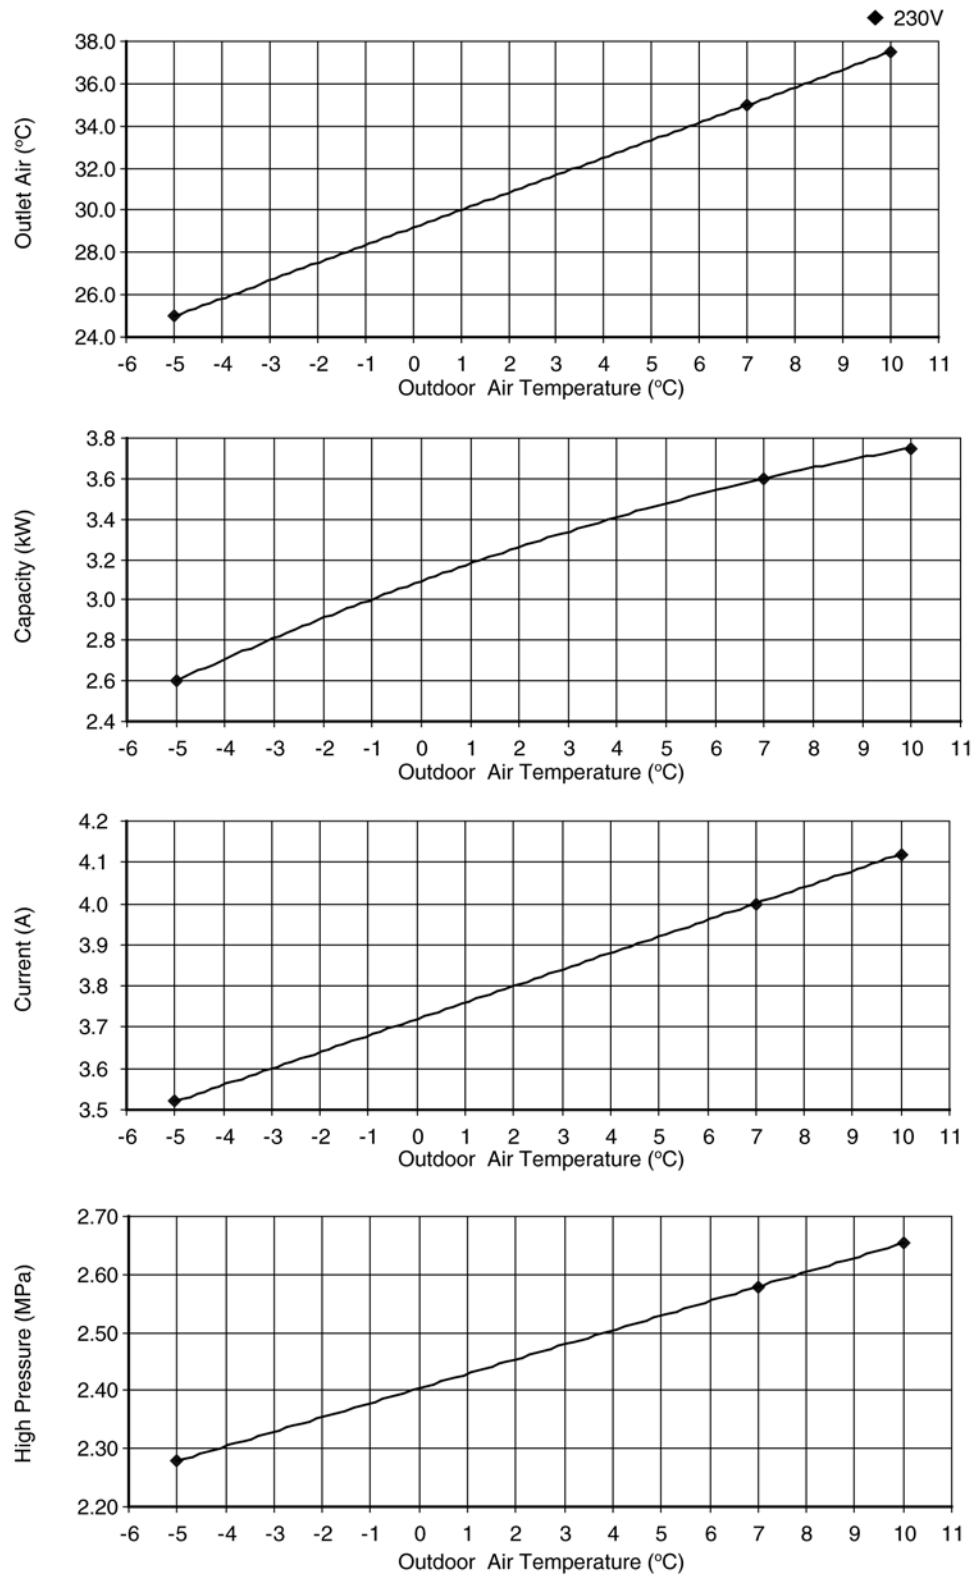 230V
Outlet Air (°C)
38.0
36.0
34.0
32.0
30.0
28.0
26.0
24.0
-6 -5 -4 -3 -2 -1 0 1 2 3 4 5 6 7 8 9 10 11
Outdoor Air Temperature (°C)
Capacity (kW)
3.8
3.6
3.4
3.2
3.0
2.8
2.6
2.4
-6 -5 -4 -3 -2 -1 0 1 2 3 4 5 6 7 8 9 10 11
Outdoor Air Temperature (°C)
Current (A)
4.2
4.1
4.0
3.9
3.8
3.7
3.6
3.5
-6 -5 -4 -3 -2 -1 0 1 2 3 4 5 6 7 8 9 10 11
Outdoor Air Temperature (°C)
High Pressure (MPa)
2.70
2.60
2.50
2.40
2.30
2.20
-6 -5 -4 -3 -2 -1 0 1 2 3 4 5 6 7 8 9 10 11
Outdoor Air Temperature (°C)